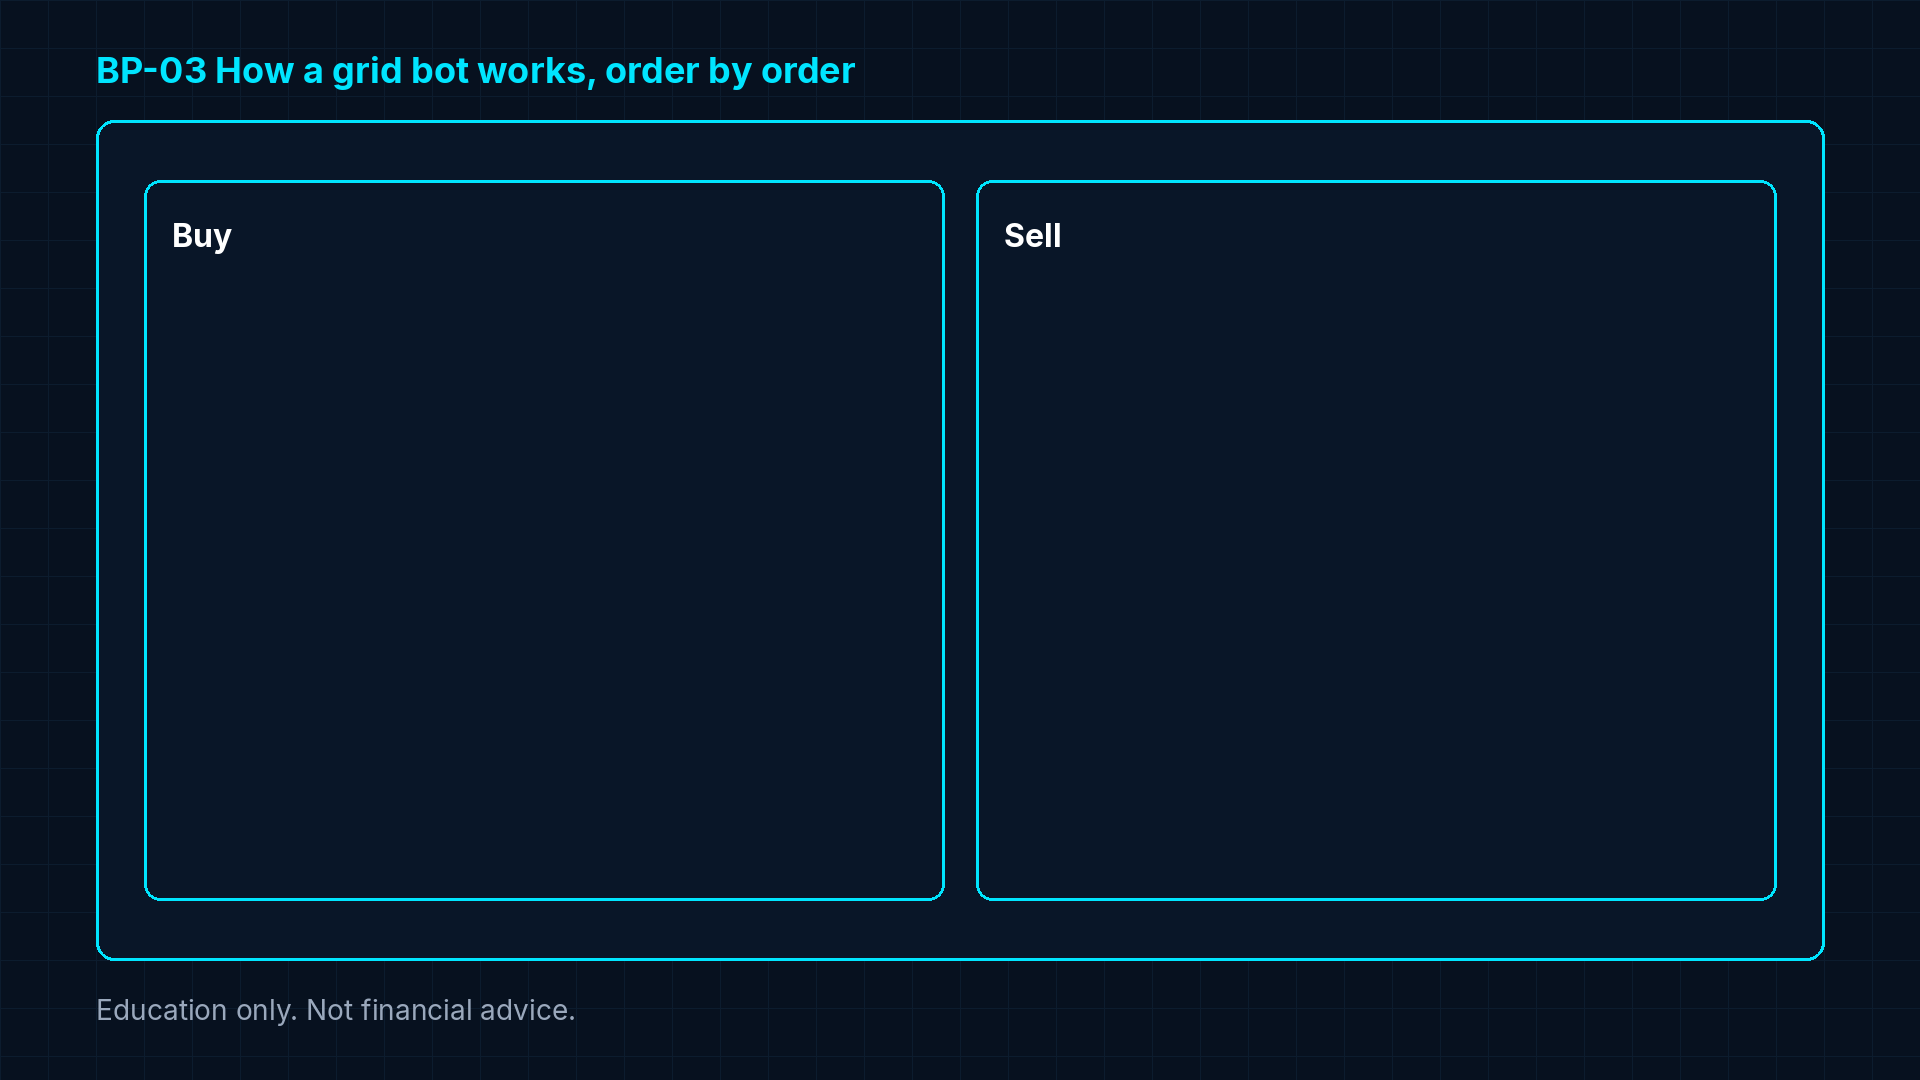 BP-03 How a grid bot works, order by order
Buy
Sell
Education only. Not financial advice.